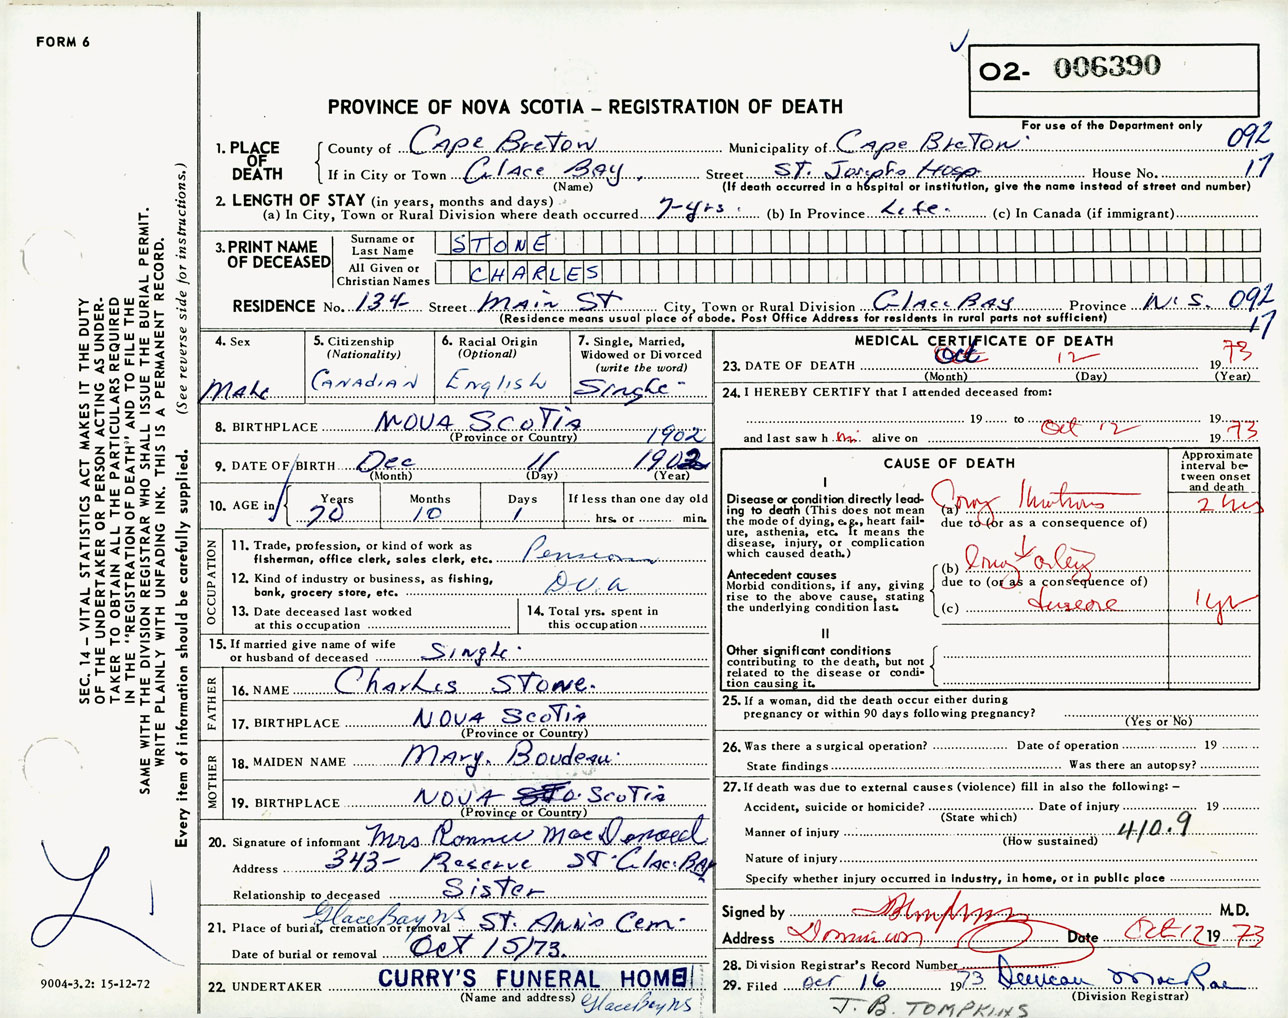 FORM 6
O2- 006390
PROVINCE OF NOVA SCOTIA – REGISTRATION OF DEATH
For use of the Department only
092
17
1. PLACE OF DEATH
County of Cape Breton Municipality of Cape Breton
If in City or Town Glace Bay Street St. Josephs Hosp House No.
(Name) (If death occurred in a hospital or institution, give the name instead of street and number)
2. LENGTH OF STAY (in years, months and days)
(a) In City, Town or Rural Division where death occurred 7-yrs. (b) In Province Life. (c) In Canada (if immigrant)
3. PRINT NAME OF DECEASED
Surname or Last Name STONE
All Given or Christian Names CHARLES
RESIDENCE No. 134 Street Main St City, Town or Rural Division Glace Bay Province N.S. 092
17
(Residence means usual place of abode. Post Office Address for residents in rural parts not sufficient)
4. Sex Male
5. Citizenship (Nationality) Canadian
6. Racial Origin (Optional) English
7. Single, Married, Widowed or Divorced (write the word) Single
8. BIRTHPLACE Nova Scotia
(Province or Country)
1902
9. DATE OF BIRTH Dec 11 1902
(Month) (Day) (Year)
10. AGE in Years Months Days If less than one day old
70 10 1 hrs. or min.
OCCUPATION
11. Trade, profession, or kind of work as fisherman, office clerk, sales clerk, etc. Pension
12. Kind of industry or business, as fishing, bank, grocery store, etc. D.V.A
13. Date deceased last worked at this occupation
14. Total yrs. spent in this occupation
15. If married give name of wife or husband of deceased Single
FATHER
16. NAME Charles Stone.
17. BIRTHPLACE Nova Scotia
(Province or Country)
MOTHER
18. MAIDEN NAME Mary. Boudeau
19. BIRTHPLACE Nova Scotia
(Province or Country)
20. Signature of informant Mrs Ronnie MacDonald
Address 343- Reserve St. Glace Bay
Relationship to deceased Sister
Glace Bay NS
21. Place of burial, cremation or removal St. Ann's Cem
Date of burial or removal Oct 15/73.
22. UNDERTAKER CURRY'S FUNERAL HOME
(Name and address) Glace Bay NS
MEDICAL CERTIFICATE OF DEATH
23. DATE OF DEATH Oct 12 1973
(Month) (Day) (Year)
24. I HEREBY CERTIFY that I attended deceased from:
19 to Oct 12 1973
and last saw him alive on 19
CAUSE OF DEATH
Approximate interval between onset and death
I
Disease or condition directly leading to death (This does not mean the mode of dying, e.g., heart failure, asthenia, etc. It means the disease, injury, or complication which caused death.)
(a) 2 hrs
due to (or as a consequence of)
Antecedent causes
Morbid conditions, if any, giving rise to the above cause, stating the underlying condition last.
(b)
due to (or as a consequence of)
(c) disease 1 yr
II
Other significant conditions contributing to the death, but not related to the disease or condition causing it.
25. If a woman, did the death occur either during pregnancy or within 90 days following pregnancy?
(Yes or No)
26. Was there a surgical operation? Date of operation 19
State findings Was there an autopsy?
27. If death was due to external causes (violence) fill in also the following: –
Accident, suicide or homicide? Date of injury 19
(State which)
Manner of injury 410.9
(How sustained)
Nature of injury
Specify whether injury occurred in industry, in home, or in public place
Signed by M.D.
Address Dominion Date Oct 12 1973
28. Division Registrar's Record Number
29. Filed Oct 16 1973 Duncan MacRae
(Division Registrar)
J. B. TOMPKINS
SEC. 14 – VITAL STATISTICS ACT MAKES IT THE DUTY
OF THE UNDERTAKER OR PERSON ACTING AS UNDER-
TAKER TO OBTAIN ALL THE PARTICULARS REQUIRED
IN THE "REGISTRATION OF DEATH" AND TO FILE THE
SAME WITH THE DIVISION REGISTRAR WHO SHALL ISSUE THE BURIAL PERMIT.
WRITE PLAINLY WITH UNFADING INK. THIS IS A PERMANENT RECORD.
Every item of information should be carefully supplied. (See reverse side for instructions.)
9004-3.2: 15-12-72